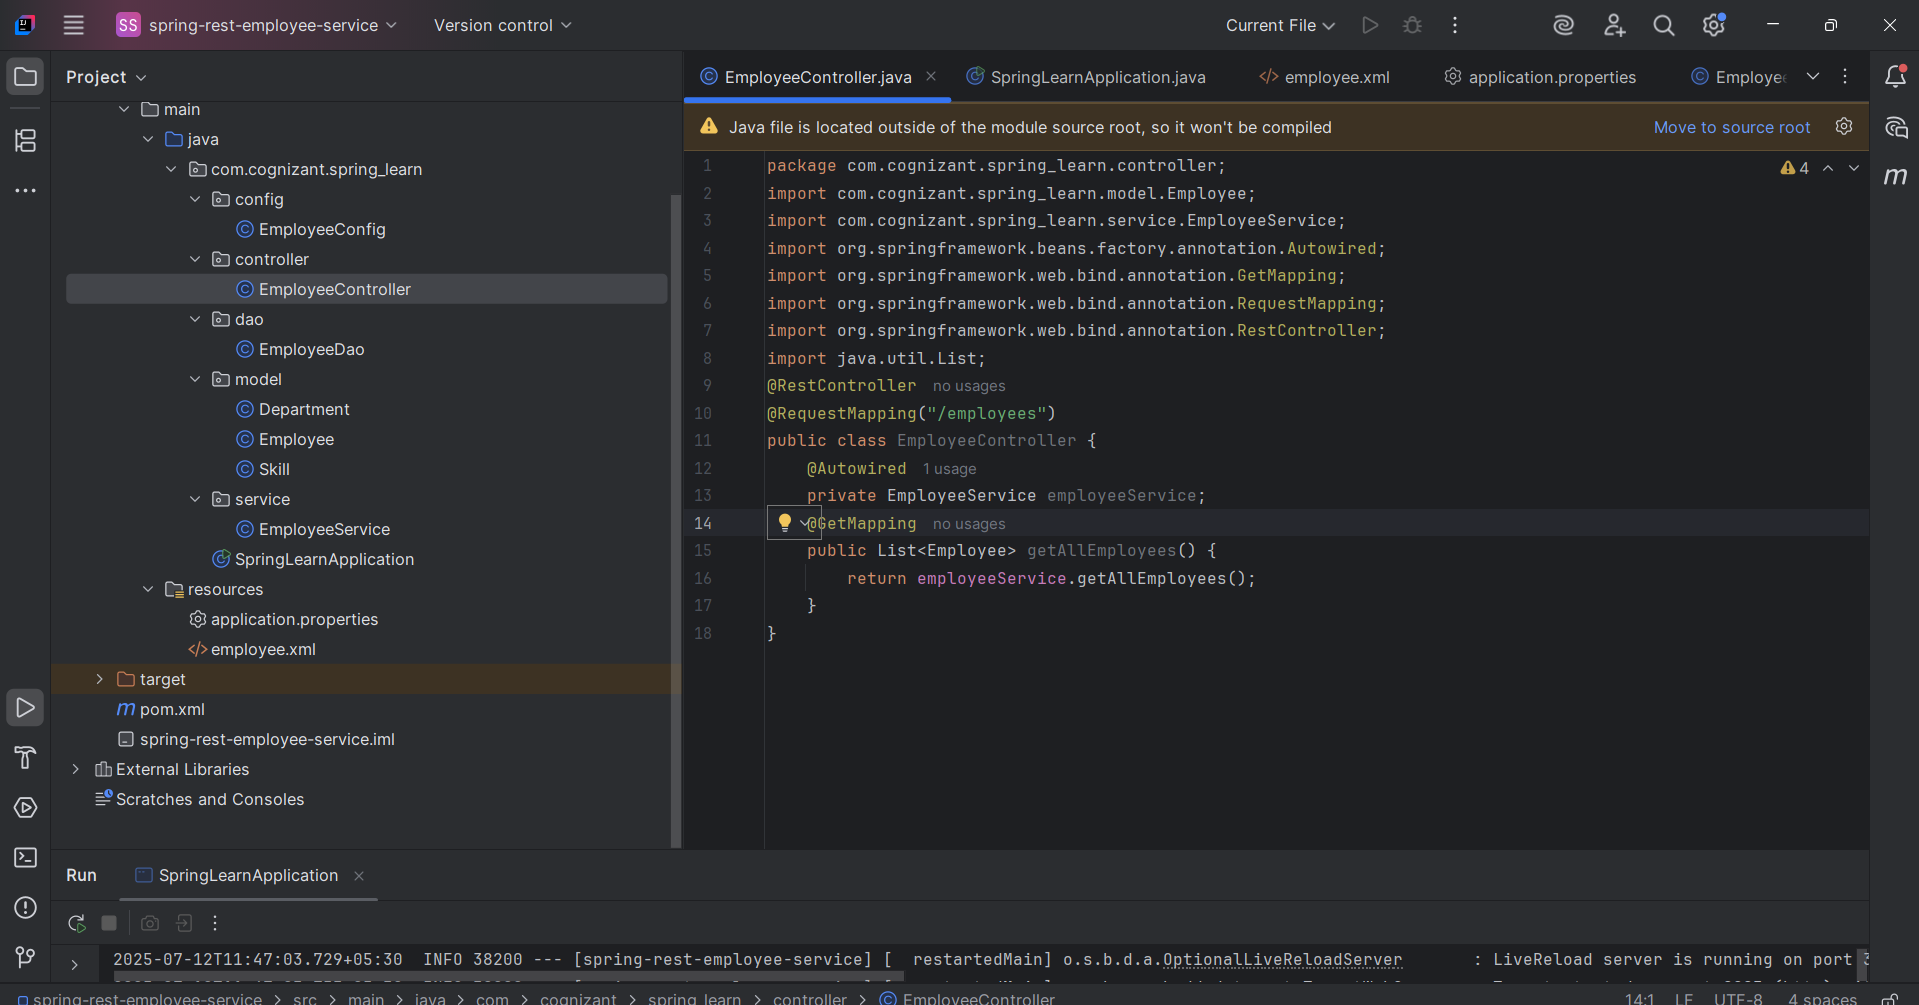 SS spring-rest-employee-service Version control Current File
Project
EmployeeController.java SpringLearnApplication.java employee.xml application.properties Employe
Java file is located outside of the module source root, so it won't be compiled Move to source root
main
java
com.cognizant.spring_learn
config
EmployeeConfig
controller
EmployeeController
dao
EmployeeDao
model
Department
Employee
Skill
service
EmployeeService
SpringLearnApplication
resources
application.properties
employee.xml
target
pom.xml
spring-rest-employee-service.iml
External Libraries
Scratches and Consoles
4
1 package com.cognizant.spring_learn.controller;
2 import com.cognizant.spring_learn.model.Employee;
3 import com.cognizant.spring_learn.service.EmployeeService;
4 import org.springframework.beans.factory.annotation.Autowired;
5 import org.springframework.web.bind.annotation.GetMapping;
6 import org.springframework.web.bind.annotation.RequestMapping;
7 import org.springframework.web.bind.annotation.RestController;
8 import java.util.List;
9 @RestController no usages
10 @RequestMapping("/employees")
11 public class EmployeeController {
12 @Autowired 1 usage
13 private EmployeeService employeeService;
14 @GetMapping no usages
15 public List<Employee> getAllEmployees() {
16 return employeeService.getAllEmployees();
17 }
18 }
Run SpringLearnApplication
2025-07-12T11:47:03.729+05:30 INFO 38200 --- [spring-rest-employee-service] [ restartedMain] o.s.b.d.a.OptionalLiveReloadServer : LiveReload server is running on port 3
spring-rest-employee-service > src > main > java > com > cognizant > spring_learn > controller > EmployeeController 14:1 LF UTF-8 4 spaces